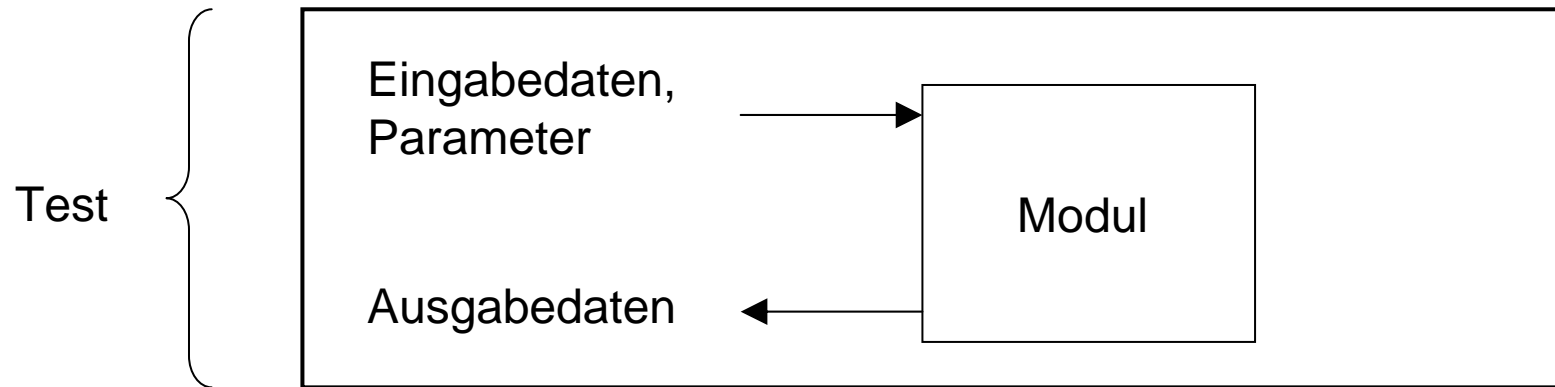 Test
Eingabedaten,
Parameter
Modul
Ausgabedaten